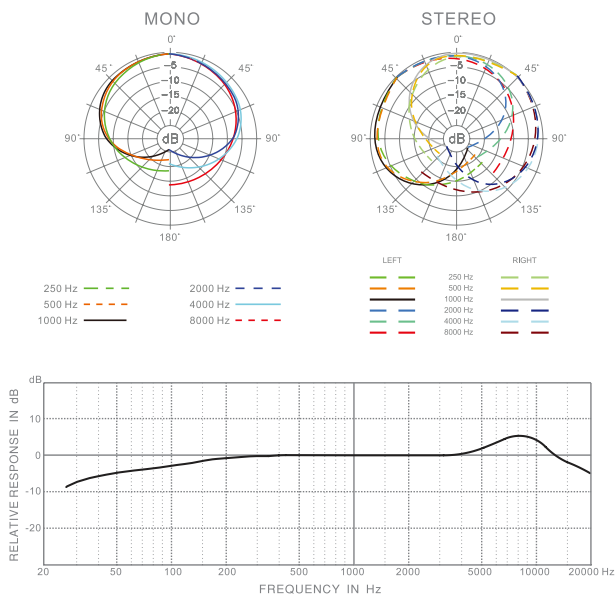 MONO STEREO
0° 0°
45° 45° 45° 45°
−5 −5
−10 −10
−15 −15
−20 −20
90° dB 90° 90° dB 90°
135° 135° 135° 135°
180° 180°
LEFT RIGHT
250 Hz 2000 Hz
500 Hz 4000 Hz
1000 Hz 8000 Hz
250 Hz
500 Hz
1000 Hz
2000 Hz
4000 Hz
8000 Hz
dB
10
0
-10
-20
RELATIVE RESPONSE IN dB
20 50 100 200 500 1000 2000 5000 10000 20000 Hz
FREQUENCY IN Hz